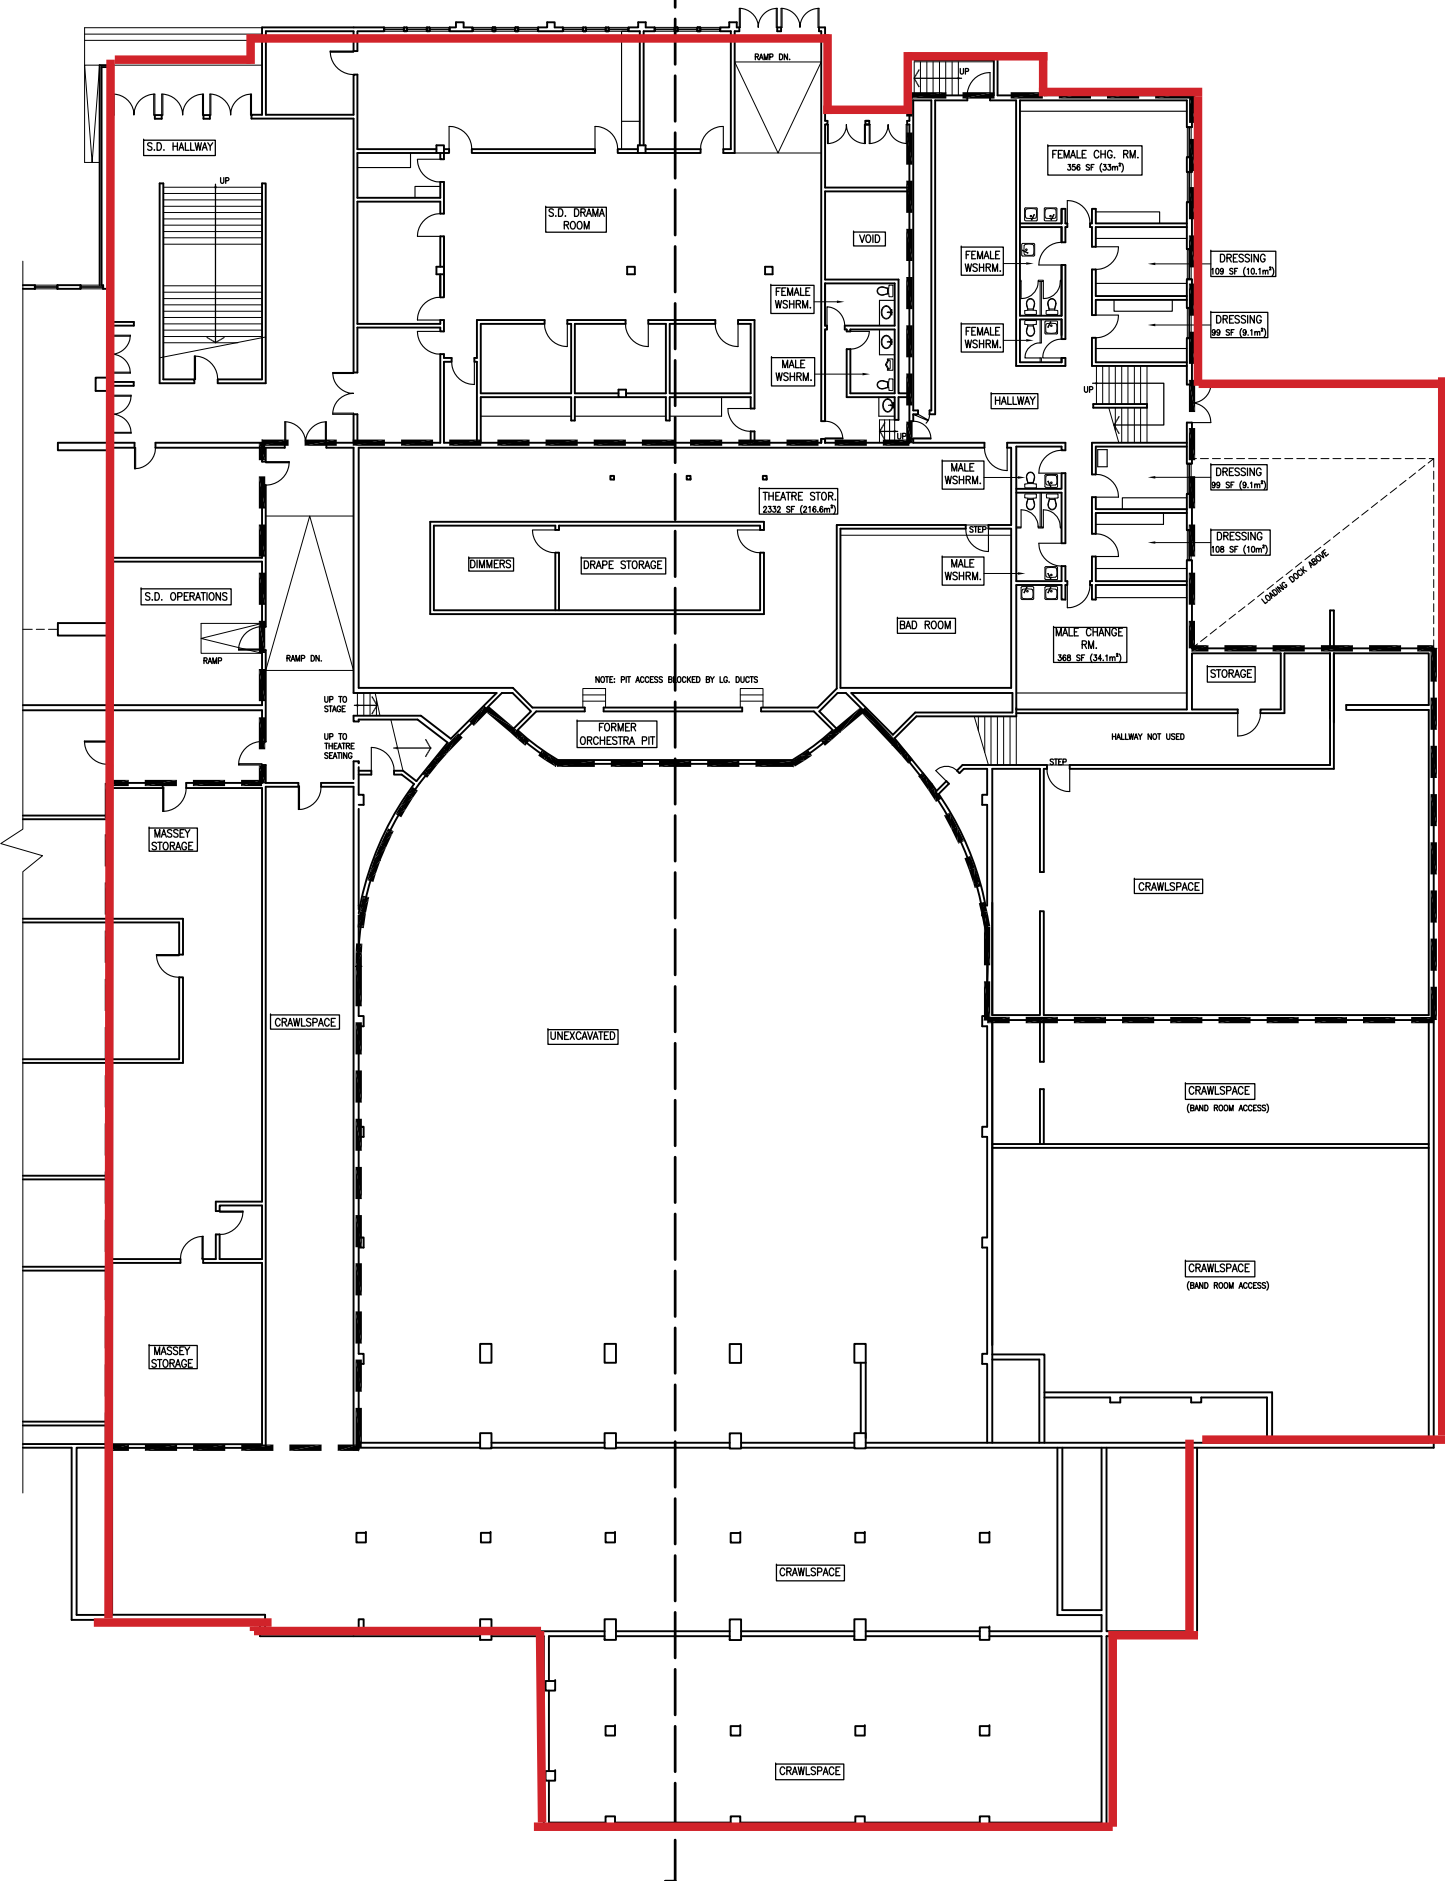 RAMP DN.
UP
S.D. HALLWAY
FEMALE CHG. RM.
356 SF (33m²)
UP
S.D. DRAMA
ROOM
VOID
FEMALE
WSHRM.
DRESSING
109 SF (10.1m²)
FEMALE
WSHRM.
DRESSING
99 SF (9.1m²)
FEMALE
WSHRM.
MALE
WSHRM.
UP
HALLWAY
UP
MALE
WSHRM.
DRESSING
99 SF (9.1m²)
THEATRE STOR.
2332 SF (216.6m²)
STEP
DIMMERS
DRAPE STORAGE
MALE
WSHRM.
DRESSING
108 SF (10m²)
LOADING DOCK ABOVE
S.D. OPERATIONS
BAD ROOM
MALE CHANGE
RM.
368 SF (34.1m²)
RAMP
RAMP DN.
STORAGE
NOTE: PIT ACCESS BLOCKED BY LG. DUCTS
UP TO
STAGE
FORMER
ORCHESTRA PIT
UP TO
THEATRE
SEATING
HALLWAY NOT USED
STEP
MASSEY
STORAGE
CRAWLSPACE
CRAWLSPACE
UNEXCAVATED
CRAWLSPACE
(BAND ROOM ACCESS)
CRAWLSPACE
(BAND ROOM ACCESS)
MASSEY
STORAGE
CRAWLSPACE
CRAWLSPACE